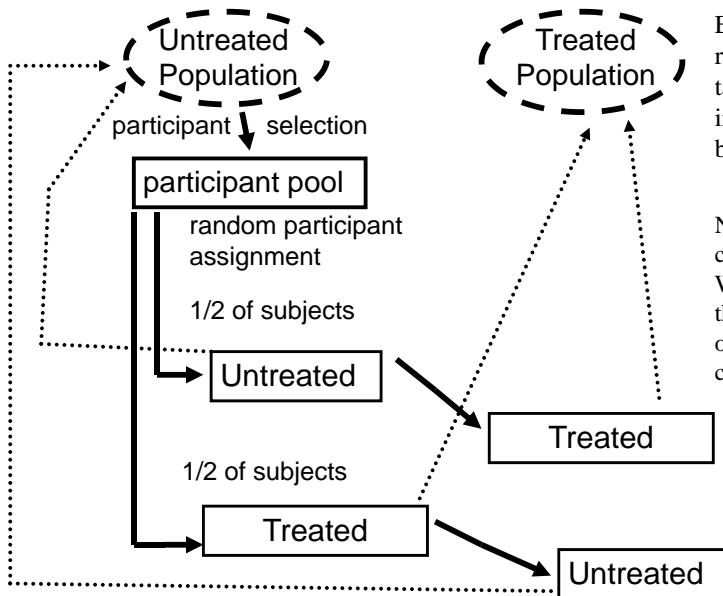 Untreated
Population
Treated
Population
participant selection
participant pool
random participant
assignment
1/2 of subjects
Untreated
Treated
1/2 of subjects
Treated
Untreated